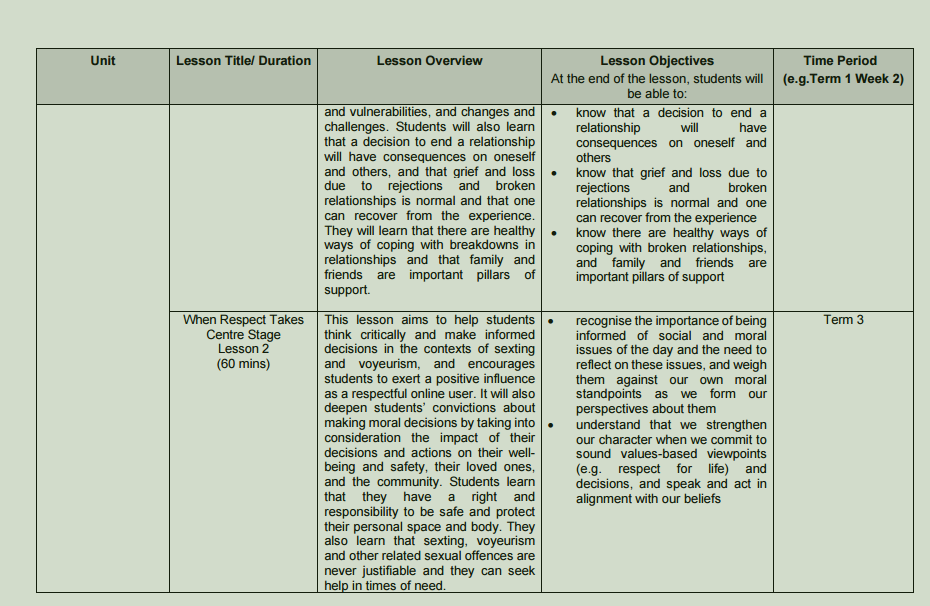 Unit
Lesson Title/ Duration
Lesson Overview
Lesson Objectives
At the end of the lesson, students will
be able to:
Time Period
(e.g.Term 1 Week 2)
and vulnerabilities, and changes and
challenges. Students will also learn
that a decision to end a relationship
will have consequences on oneself
and others, and that grief and loss
due to rejections and broken
relationships is normal and that one
can recover from the experience.
They will learn that there are healthy
ways of coping with breakdowns in
relationships and that family and
friends are important pillars of
support.
• know that a decision to end a
relationship will have
consequences on oneself and
others
• know that grief and loss due to
rejections and broken
relationships is normal and one
can recover from the experience
• know there are healthy ways of
coping with broken relationships,
and family and friends are
important pillars of support
When Respect Takes
Centre Stage
Lesson 2
(60 mins)
This lesson aims to help students
think critically and make informed
decisions in the contexts of sexting
and voyeurism, and encourages
students to exert a positive influence
as a respectful online user. It will also
deepen students' convictions about
making moral decisions by taking into
consideration the impact of their
decisions and actions on their well-
being and safety, their loved ones,
and the community. Students learn
that they have a right and
responsibility to be safe and protect
their personal space and body. They
also learn that sexting, voyeurism
and other related sexual offences are
never justifiable and they can seek
help in times of need.
• recognise the importance of being
informed of social and moral
issues of the day and the need to
reflect on these issues, and weigh
them against our own moral
standpoints as we form our
perspectives about them
• understand that we strengthen
our character when we commit to
sound values-based viewpoints
(e.g. respect for life) and
decisions, and speak and act in
alignment with our beliefs
Term 3